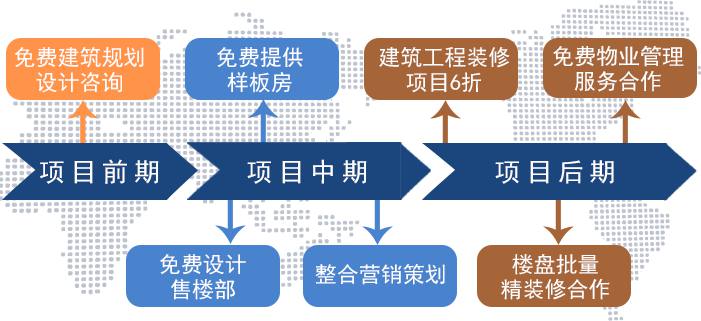 免费建筑规划
设计咨询
免费提供
样板房
建筑工程装修
项目6折
免费物业管理
服务合作
项目前期
项目中期
项目后期
免费设计
售楼部
整合营销策划
楼盘批量
精装修合作